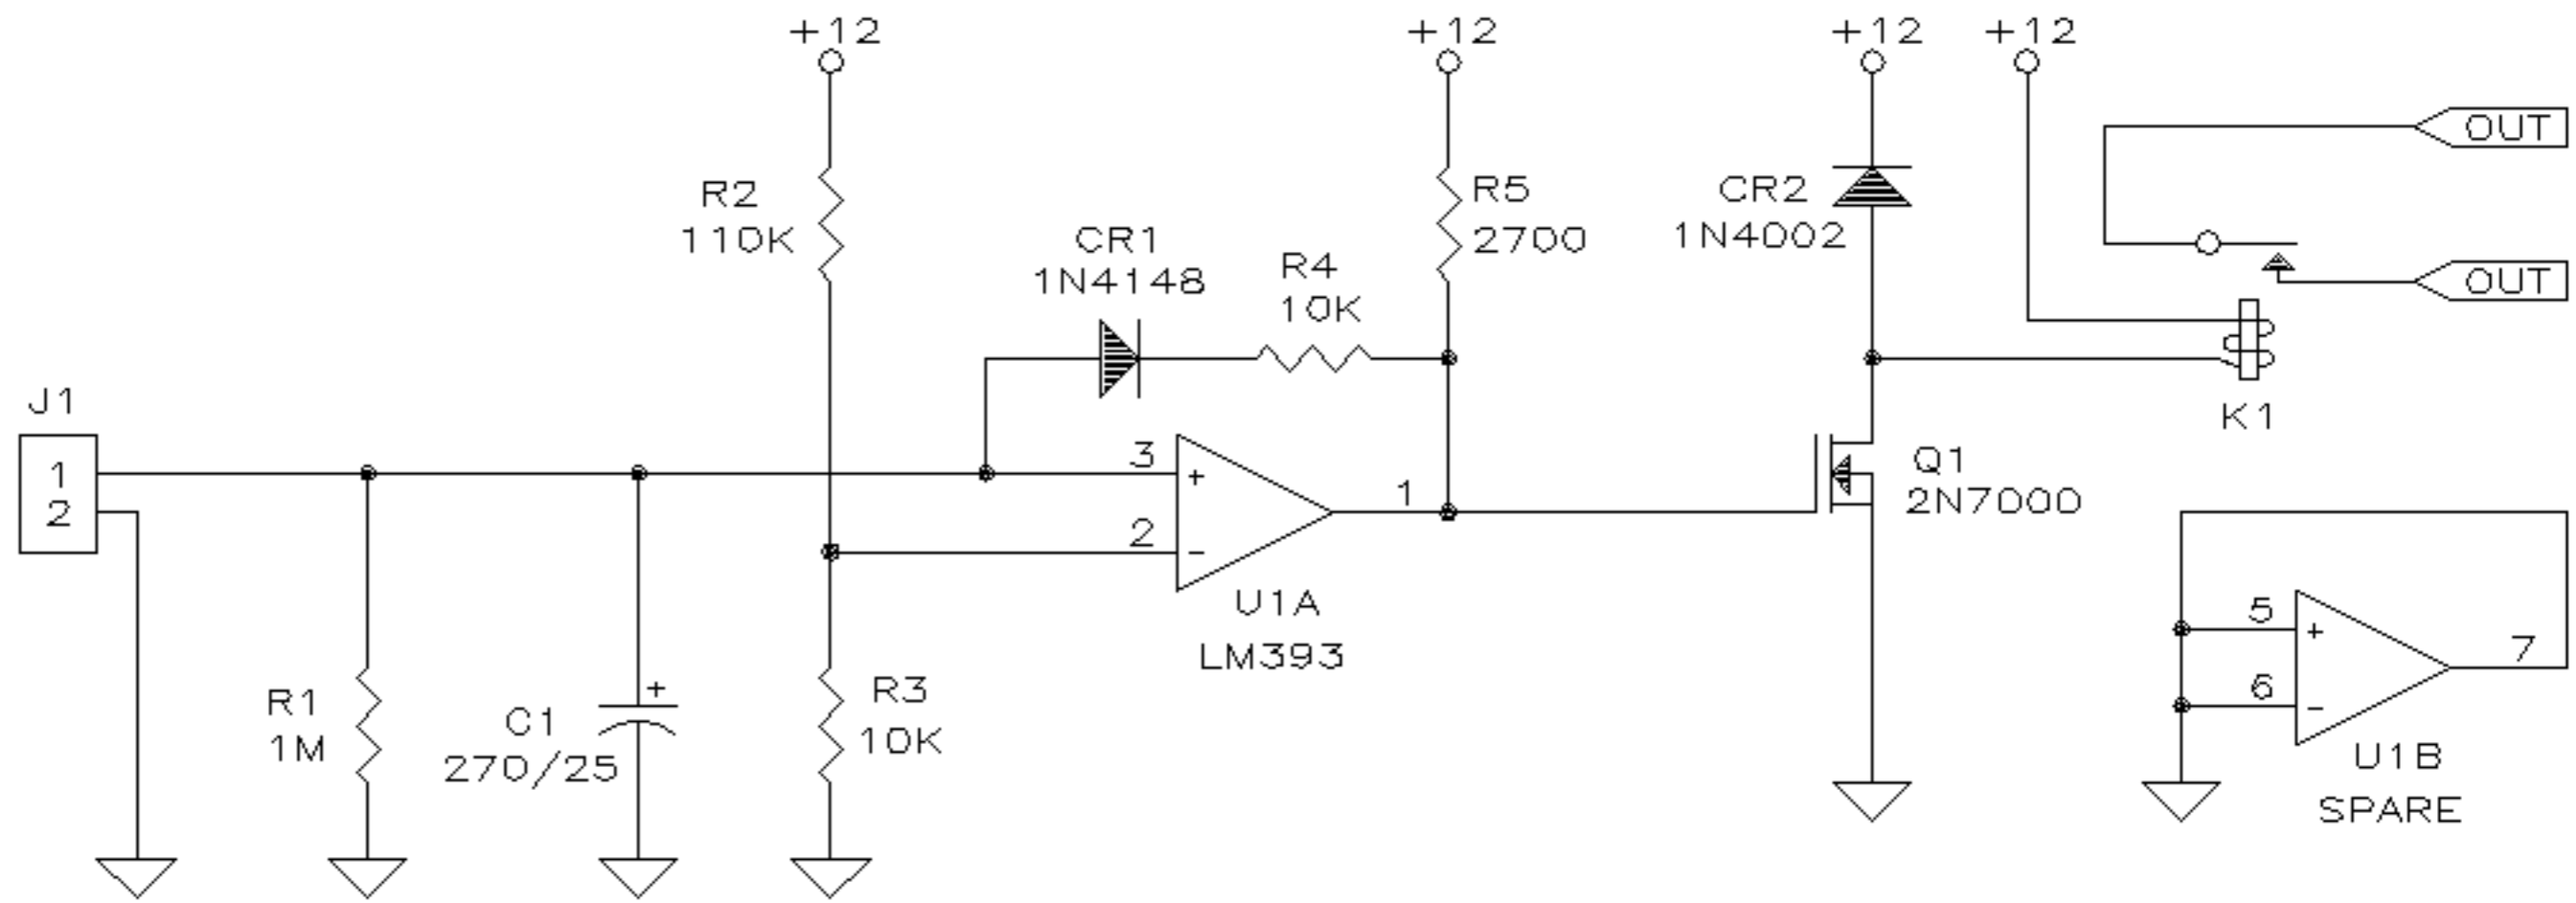 +12
+12
+12
+12
OUT
R2
110K
CR1
1N4148
R4
10K
R5
2700
CR2
1N4002
OUT
K1
J1
1
2
3
+
2
-
1
U1A
LM393
Q1
2N7000
R1
1M
C1
270/25
+
R3
10K
5
+
6
-
7
U1B
SPARE